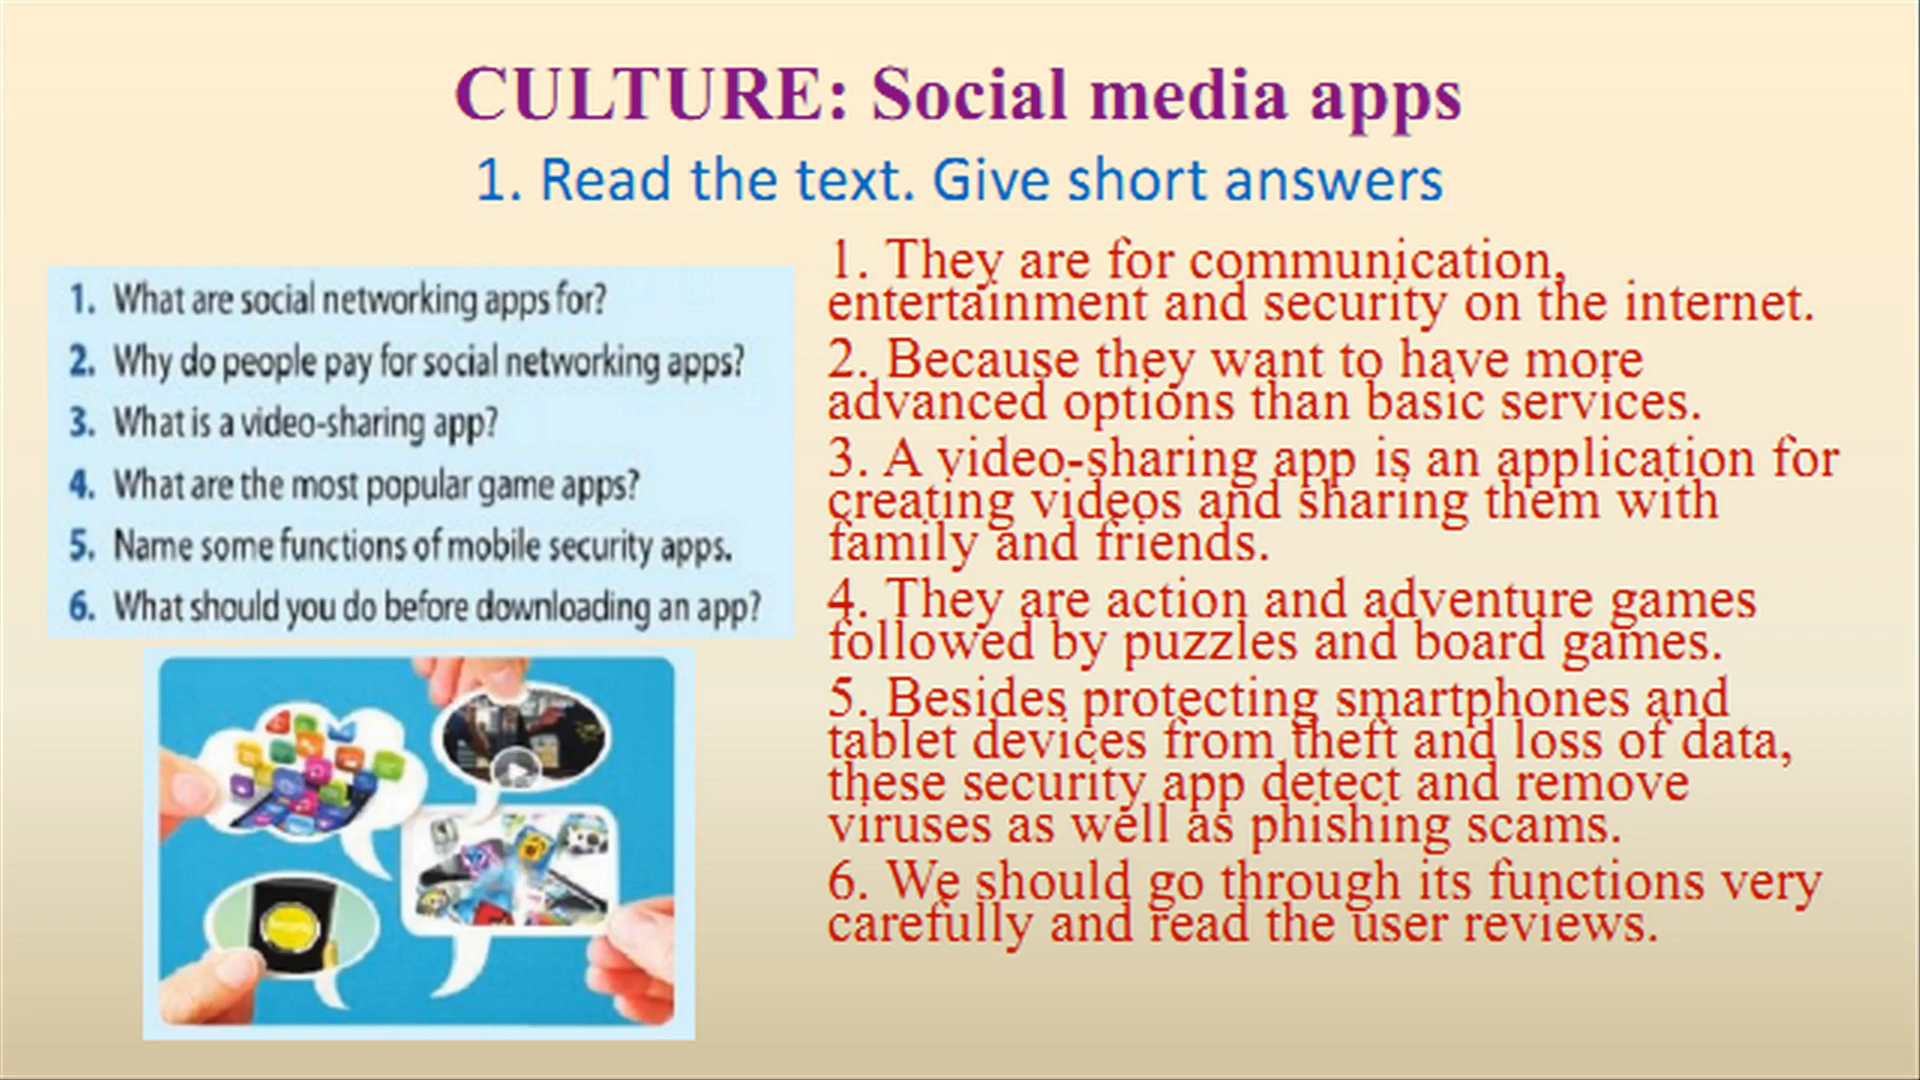 CULTURE: Social media apps
1. Read the text. Give short answers
1. What are social networking apps for?
2. Why do people pay for social networking apps?
3. What is a video-sharing app?
4. What are the most popular game apps?
5. Name some functions of mobile security apps.
6. What should you do before downloading an app?
1. They are for communication,
entertainment and security on the internet.
2. Because they want to have more
advanced options than basic services.
3. A video-sharing app is an application for
creating videos and sharing them with
family and friends.
4. They are action and adventure games
followed by puzzles and board games.
5. Besides protecting smartphones and
tablet devices from theft and loss of data,
these security app detect and remove
viruses as well as phishing scams.
6. We should go through its functions very
carefully and read the user reviews.